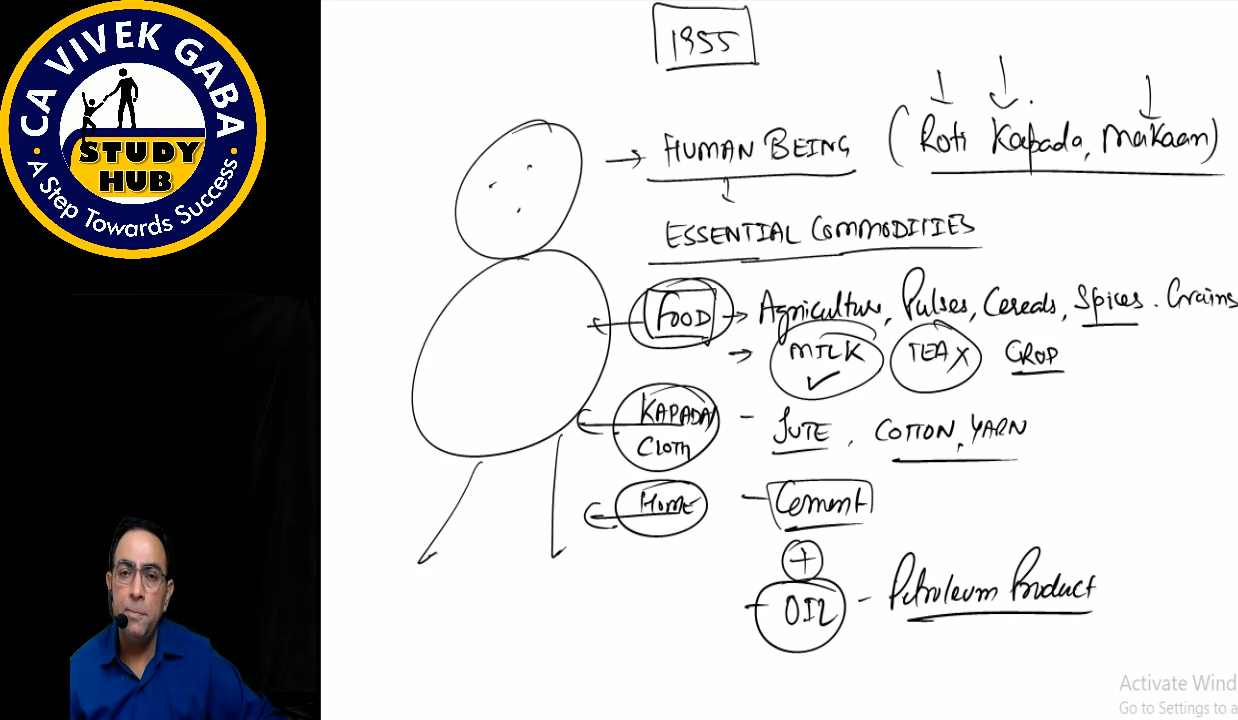 CA VIVEK GABA
STUDY
HUB
• A Step Towards Success •
1955
→ HUMAN BEING (Roti Kapada, Makaan)
ESSENTIAL COMMODITIES
FOOD → Agriculture, Pulses, Cereals, Spices. Grains
→ MILK ✓ TEA X CROP
KAPADA - JUTE, COTTON, YARN
CLOTH
HOME - Cement
+
- OIL - Petroleum Product
Activate Wind
Go to Settings to a